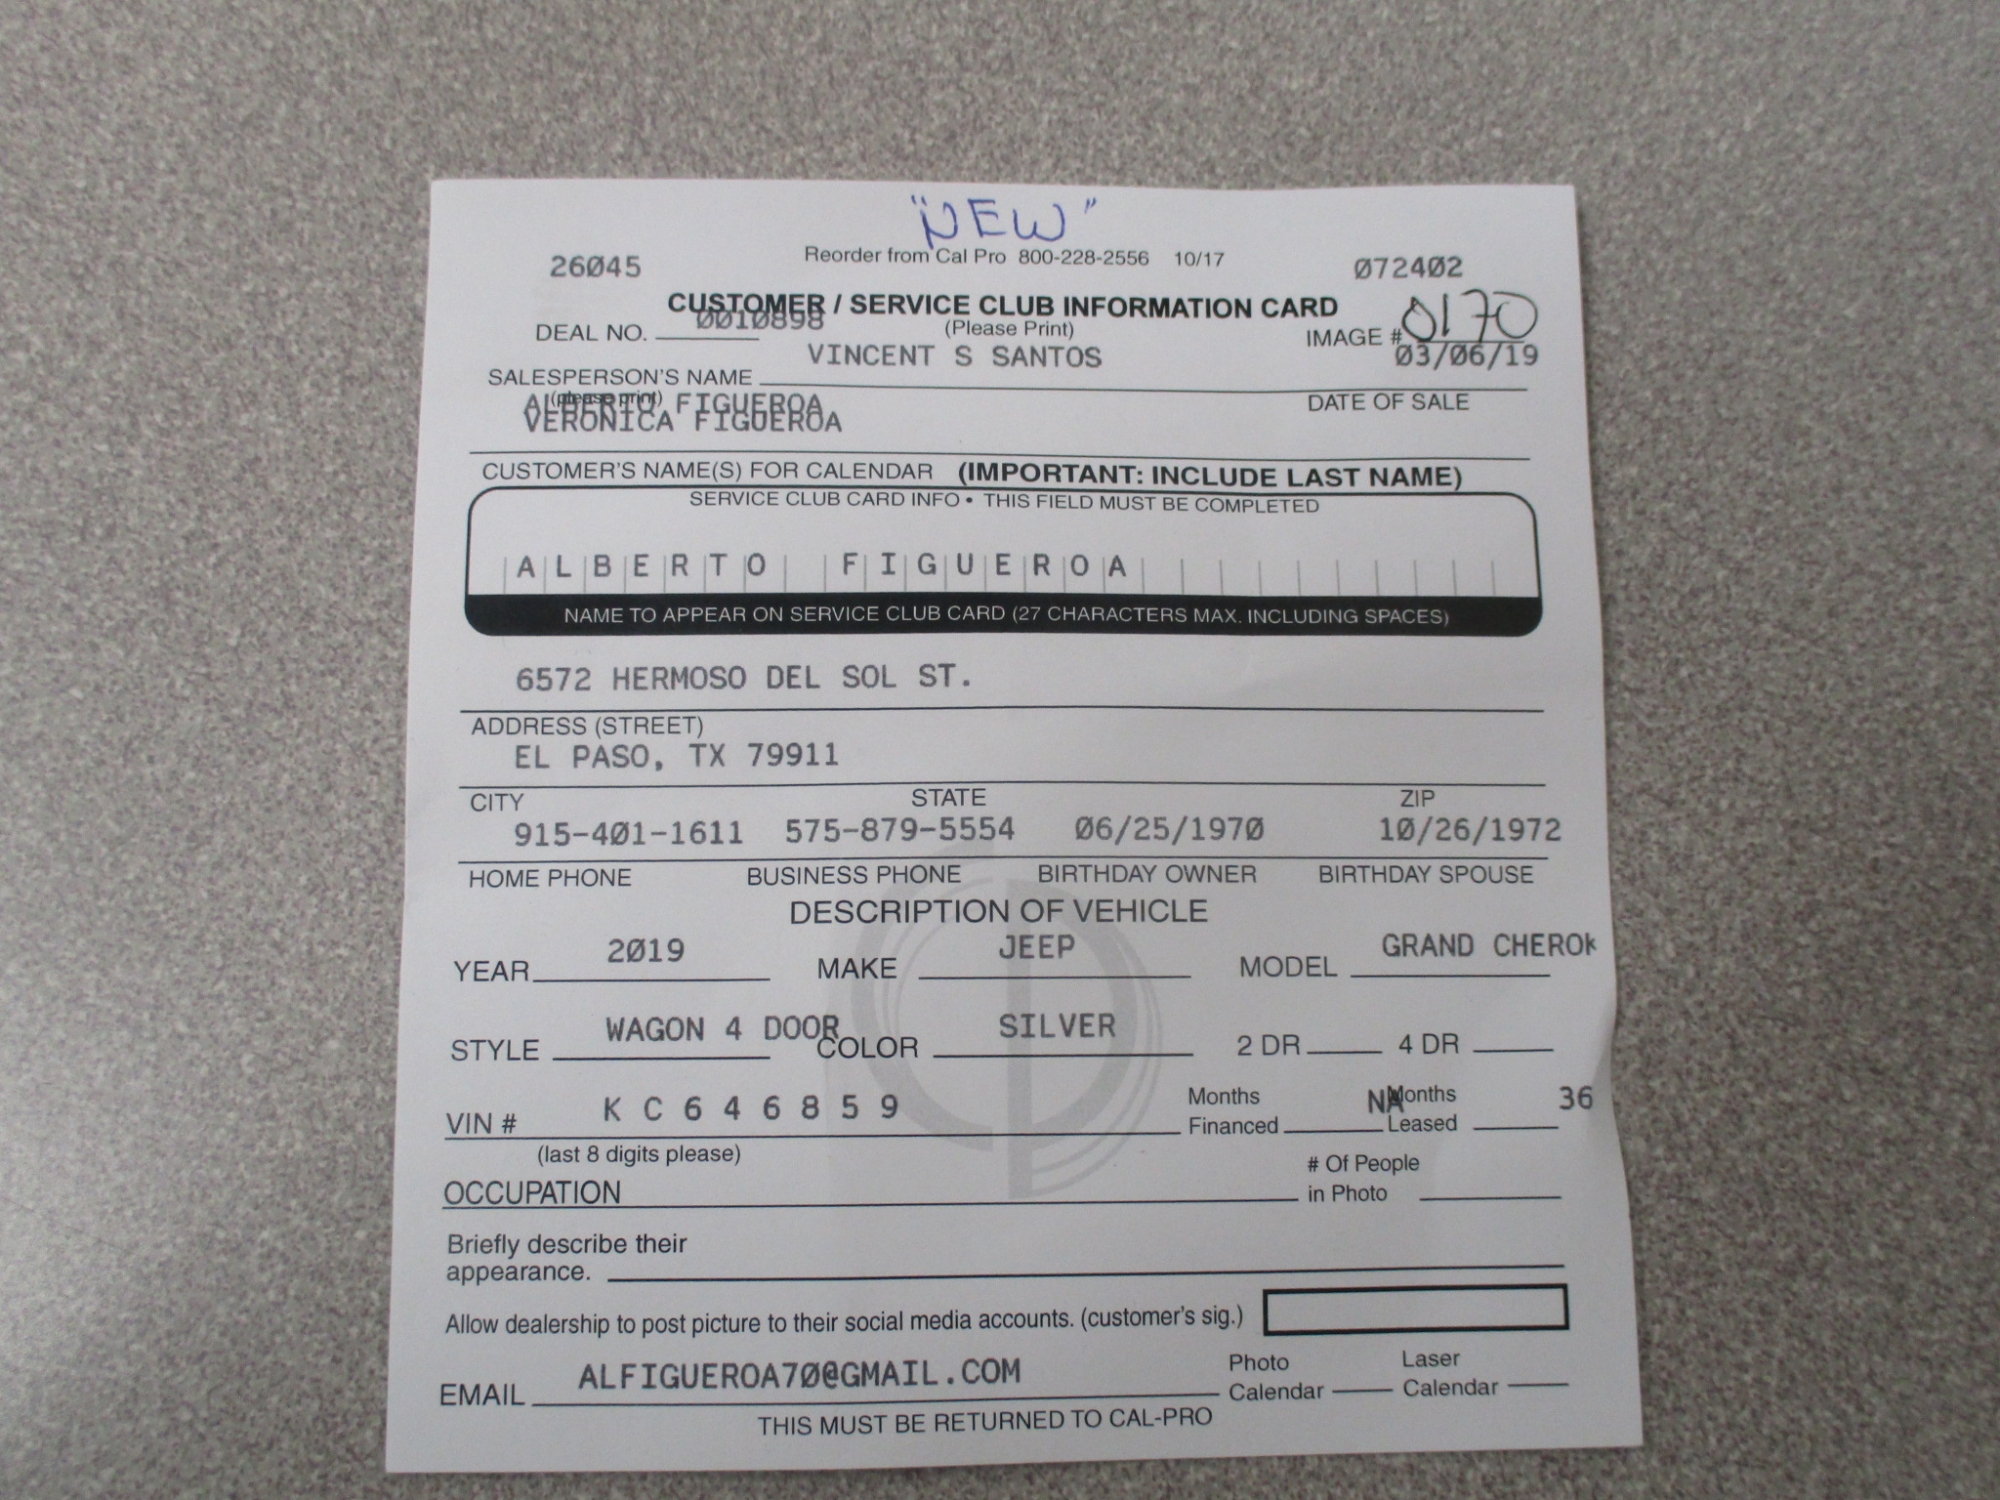 "NEW"
26045 Reorder from Cal Pro 800-228-2556 10/17 072402
CUSTOMER / SERVICE CLUB INFORMATION CARD
DEAL NO. 0010898 (Please Print) IMAGE # 0170
VINCENT S SANTOS 03/06/19
SALESPERSON'S NAME
(please print) DATE OF SALE
ALBERTO FIGUEROA
VERONICA FIGUEROA
CUSTOMER'S NAME(S) FOR CALENDAR (IMPORTANT: INCLUDE LAST NAME)
SERVICE CLUB CARD INFO • THIS FIELD MUST BE COMPLETED
ALBERTO FIGUEROA
NAME TO APPEAR ON SERVICE CLUB CARD (27 CHARACTERS MAX. INCLUDING SPACES)
6572 HERMOSO DEL SOL ST.
ADDRESS (STREET)
EL PASO, TX 79911
CITY STATE ZIP
915-401-1611 575-879-5554 06/25/1970 10/26/1972
HOME PHONE BUSINESS PHONE BIRTHDAY OWNER BIRTHDAY SPOUSE
DESCRIPTION OF VEHICLE
YEAR 2019 MAKE JEEP MODEL GRAND CHEROK
STYLE WAGON 4 DOOR COLOR SILVER 2 DR 4 DR
VIN # K C 6 4 6 8 5 9 Months Financed NA Months Leased 36
(last 8 digits please)
OCCUPATION # Of People in Photo
Briefly describe their
appearance.
Allow dealership to post picture to their social media accounts. (customer's sig.)
EMAIL ALFIGUEROA70@GMAIL.COM Photo Calendar Laser Calendar
THIS MUST BE RETURNED TO CAL-PRO